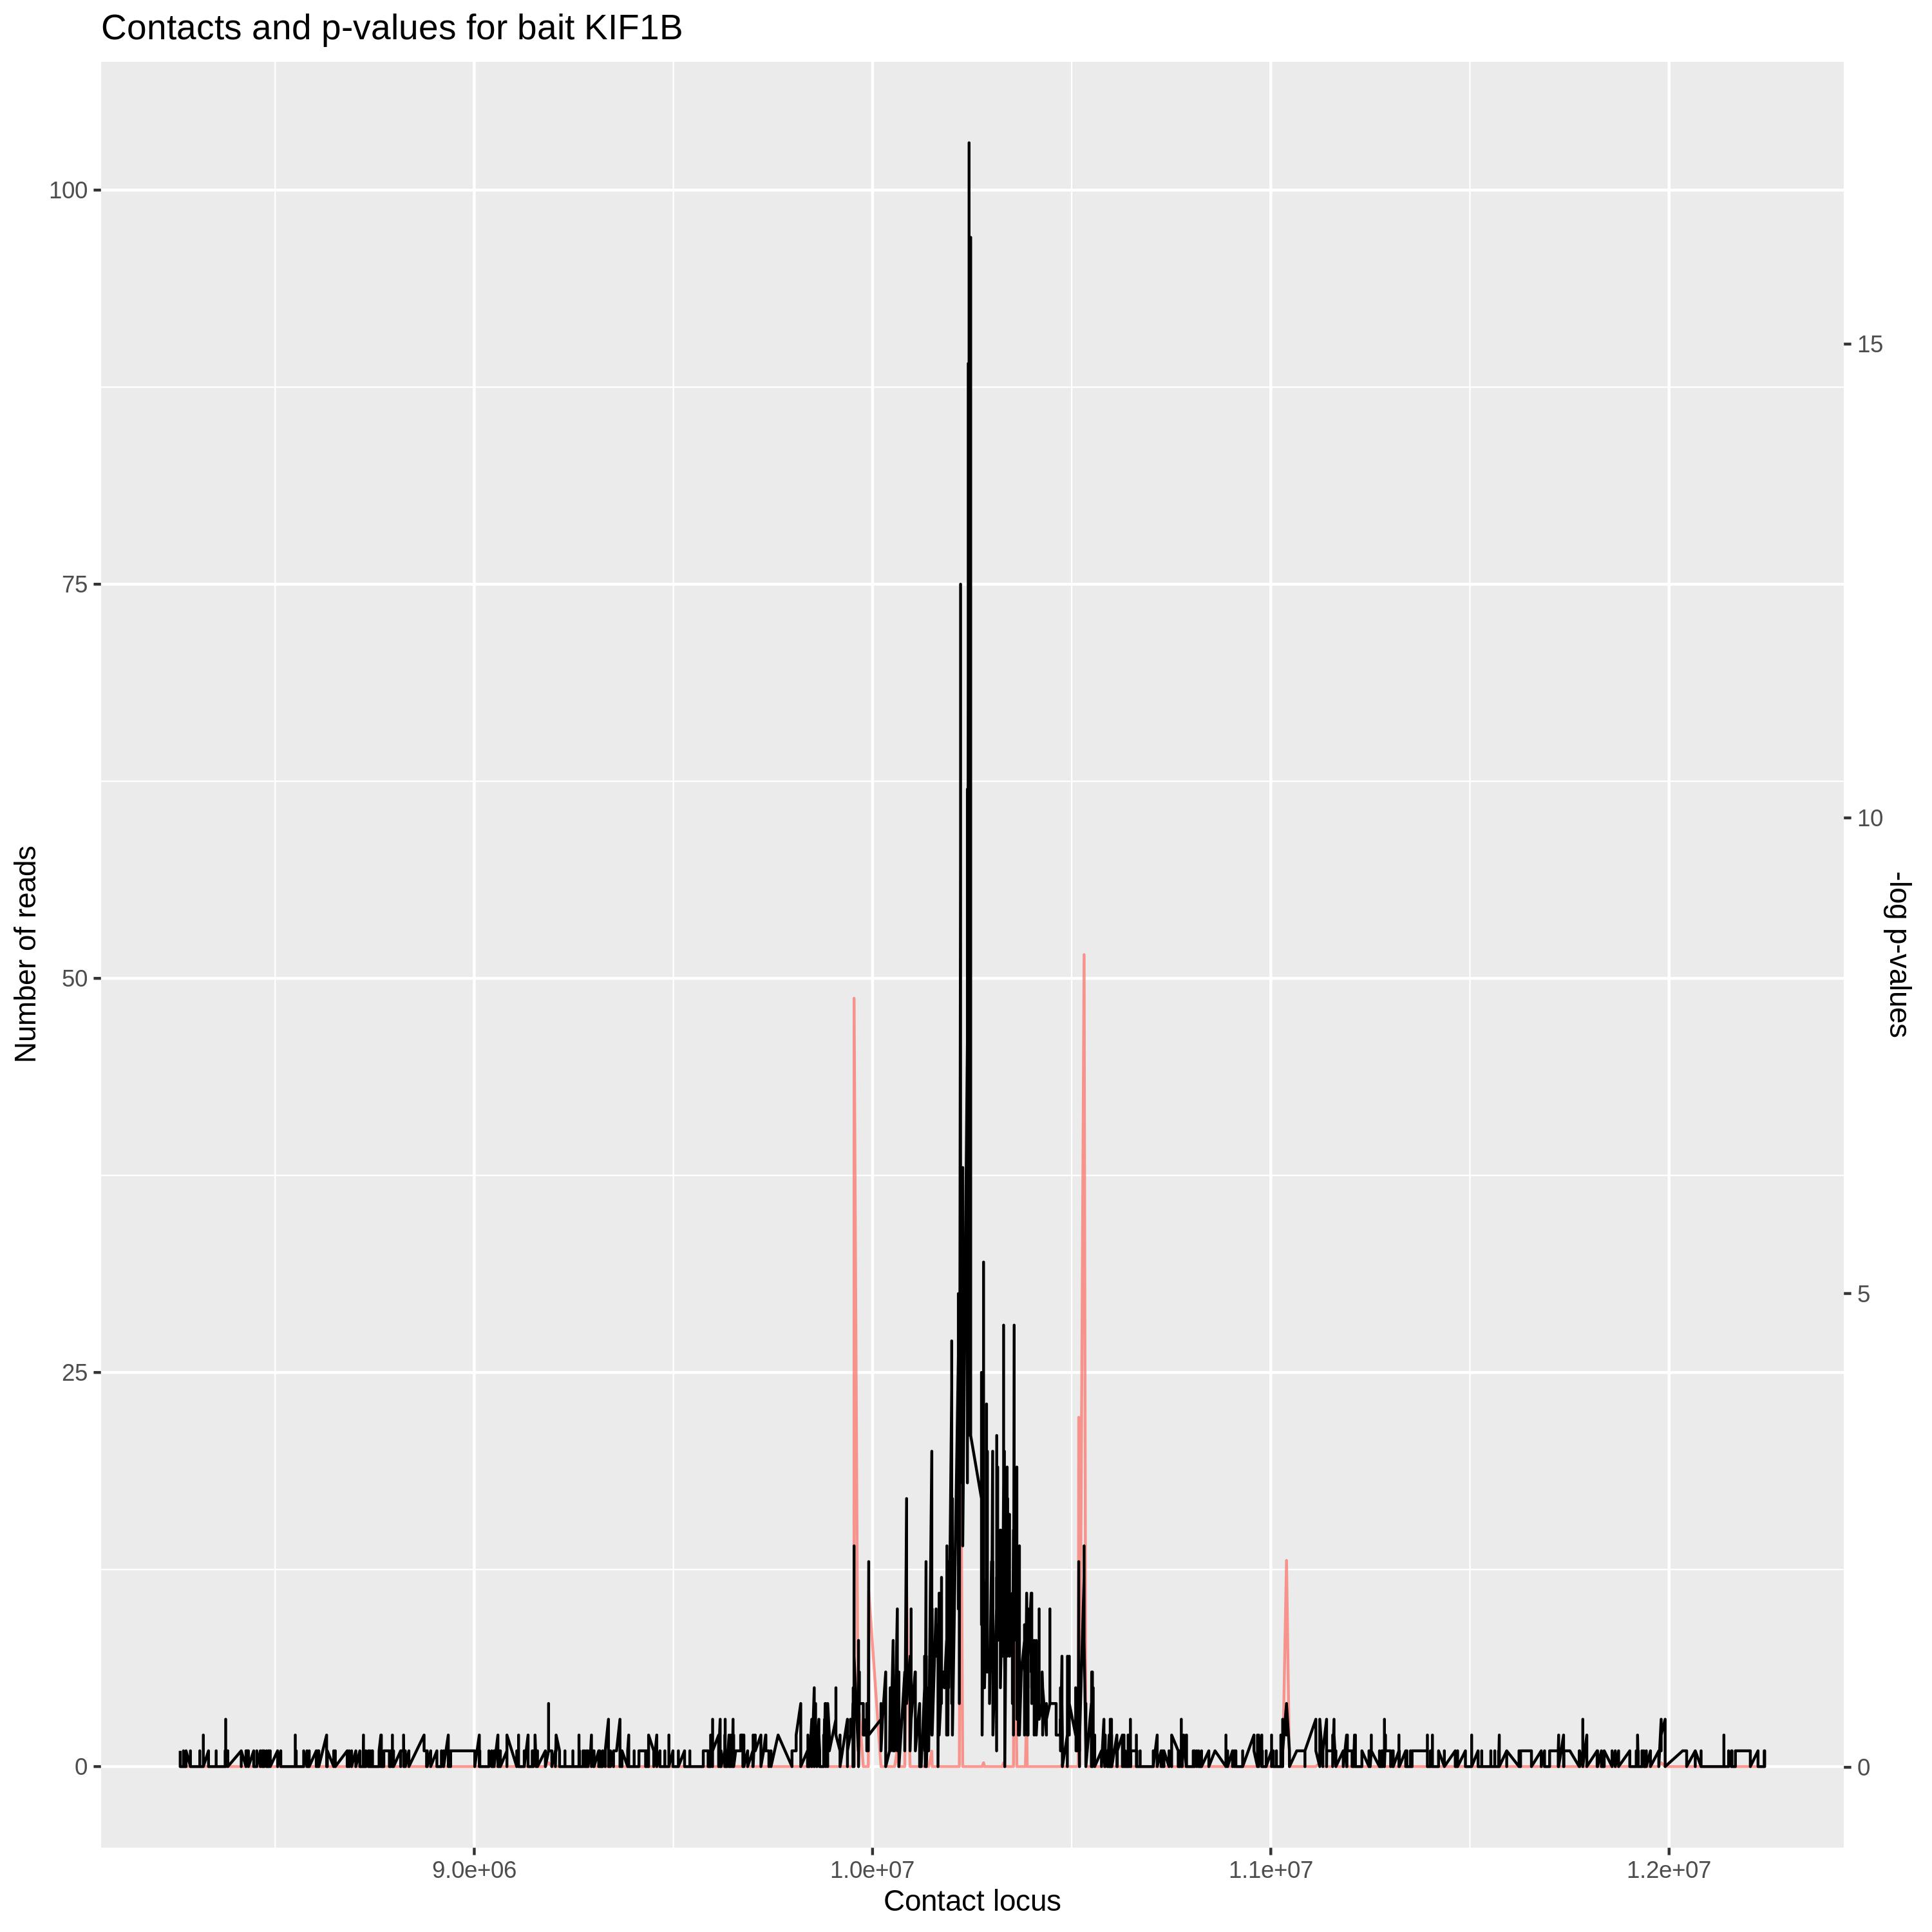 Contacts and p-values for bait KIF1B
100
75
50
25
0
Number of reads
15
10
5
0
-log p-values
9.0e+06
1.0e+07
1.1e+07
1.2e+07
Contact locus